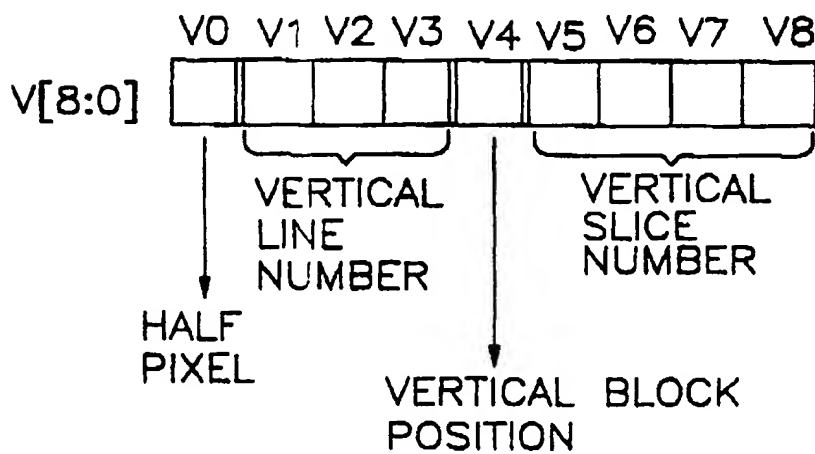 V0 V1 V2 V3 V4 V5 V6 V7 V8
V[8:0]
VERTICAL
LINE
NUMBER
VERTICAL
SLICE
NUMBER
HALF
PIXEL
VERTICAL BLOCK
POSITION